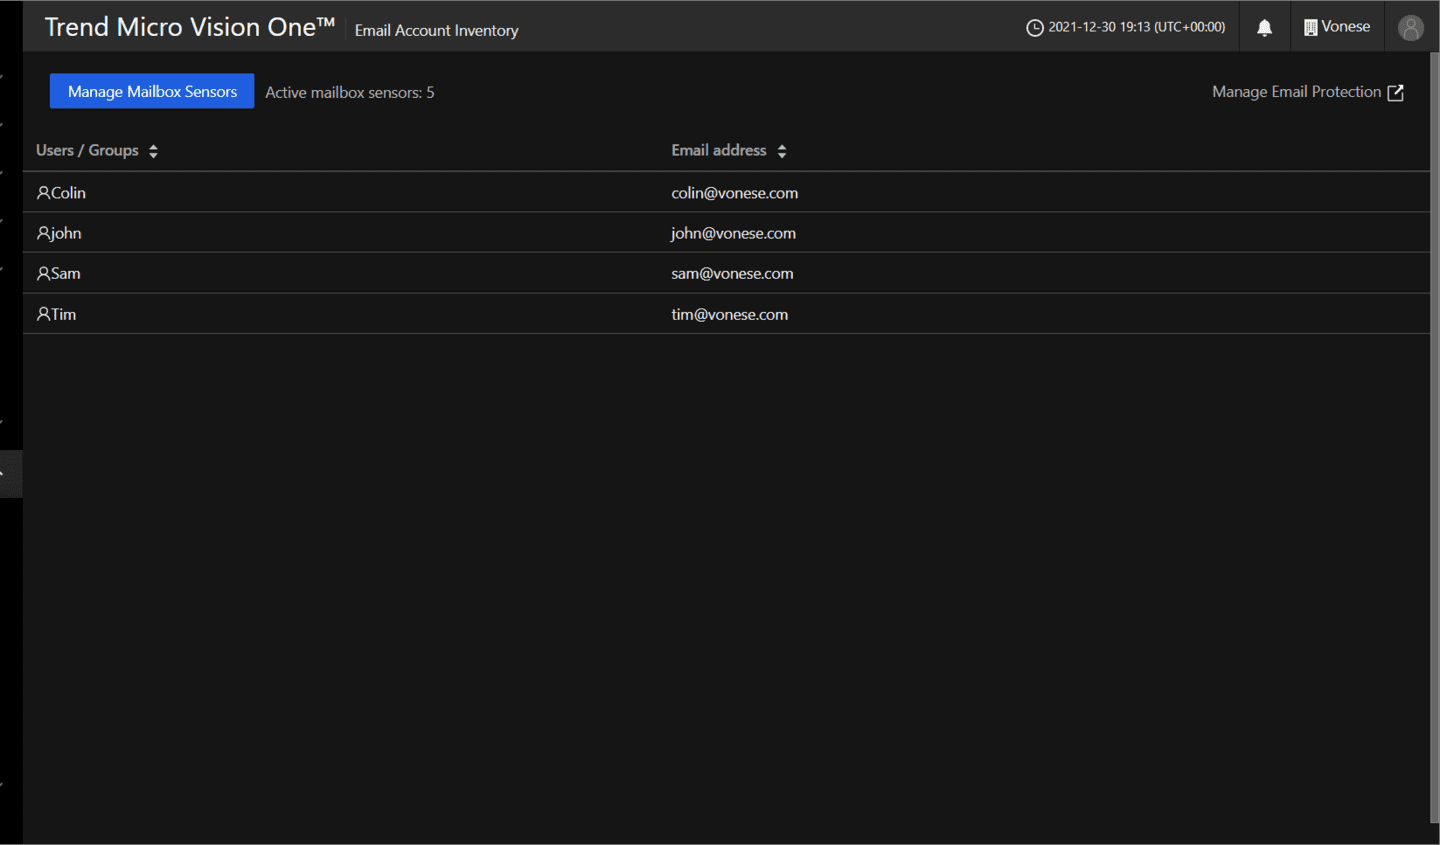 Trend Micro Vision One™ Email Account Inventory 2021-12-30 19:13 (UTC+00:00) Vonese
Manage Mailbox Sensors Active mailbox sensors: 5 Manage Email Protection
Users / Groups Email address
Colin colin@vonese.com
john john@vonese.com
Sam sam@vonese.com
Tim tim@vonese.com